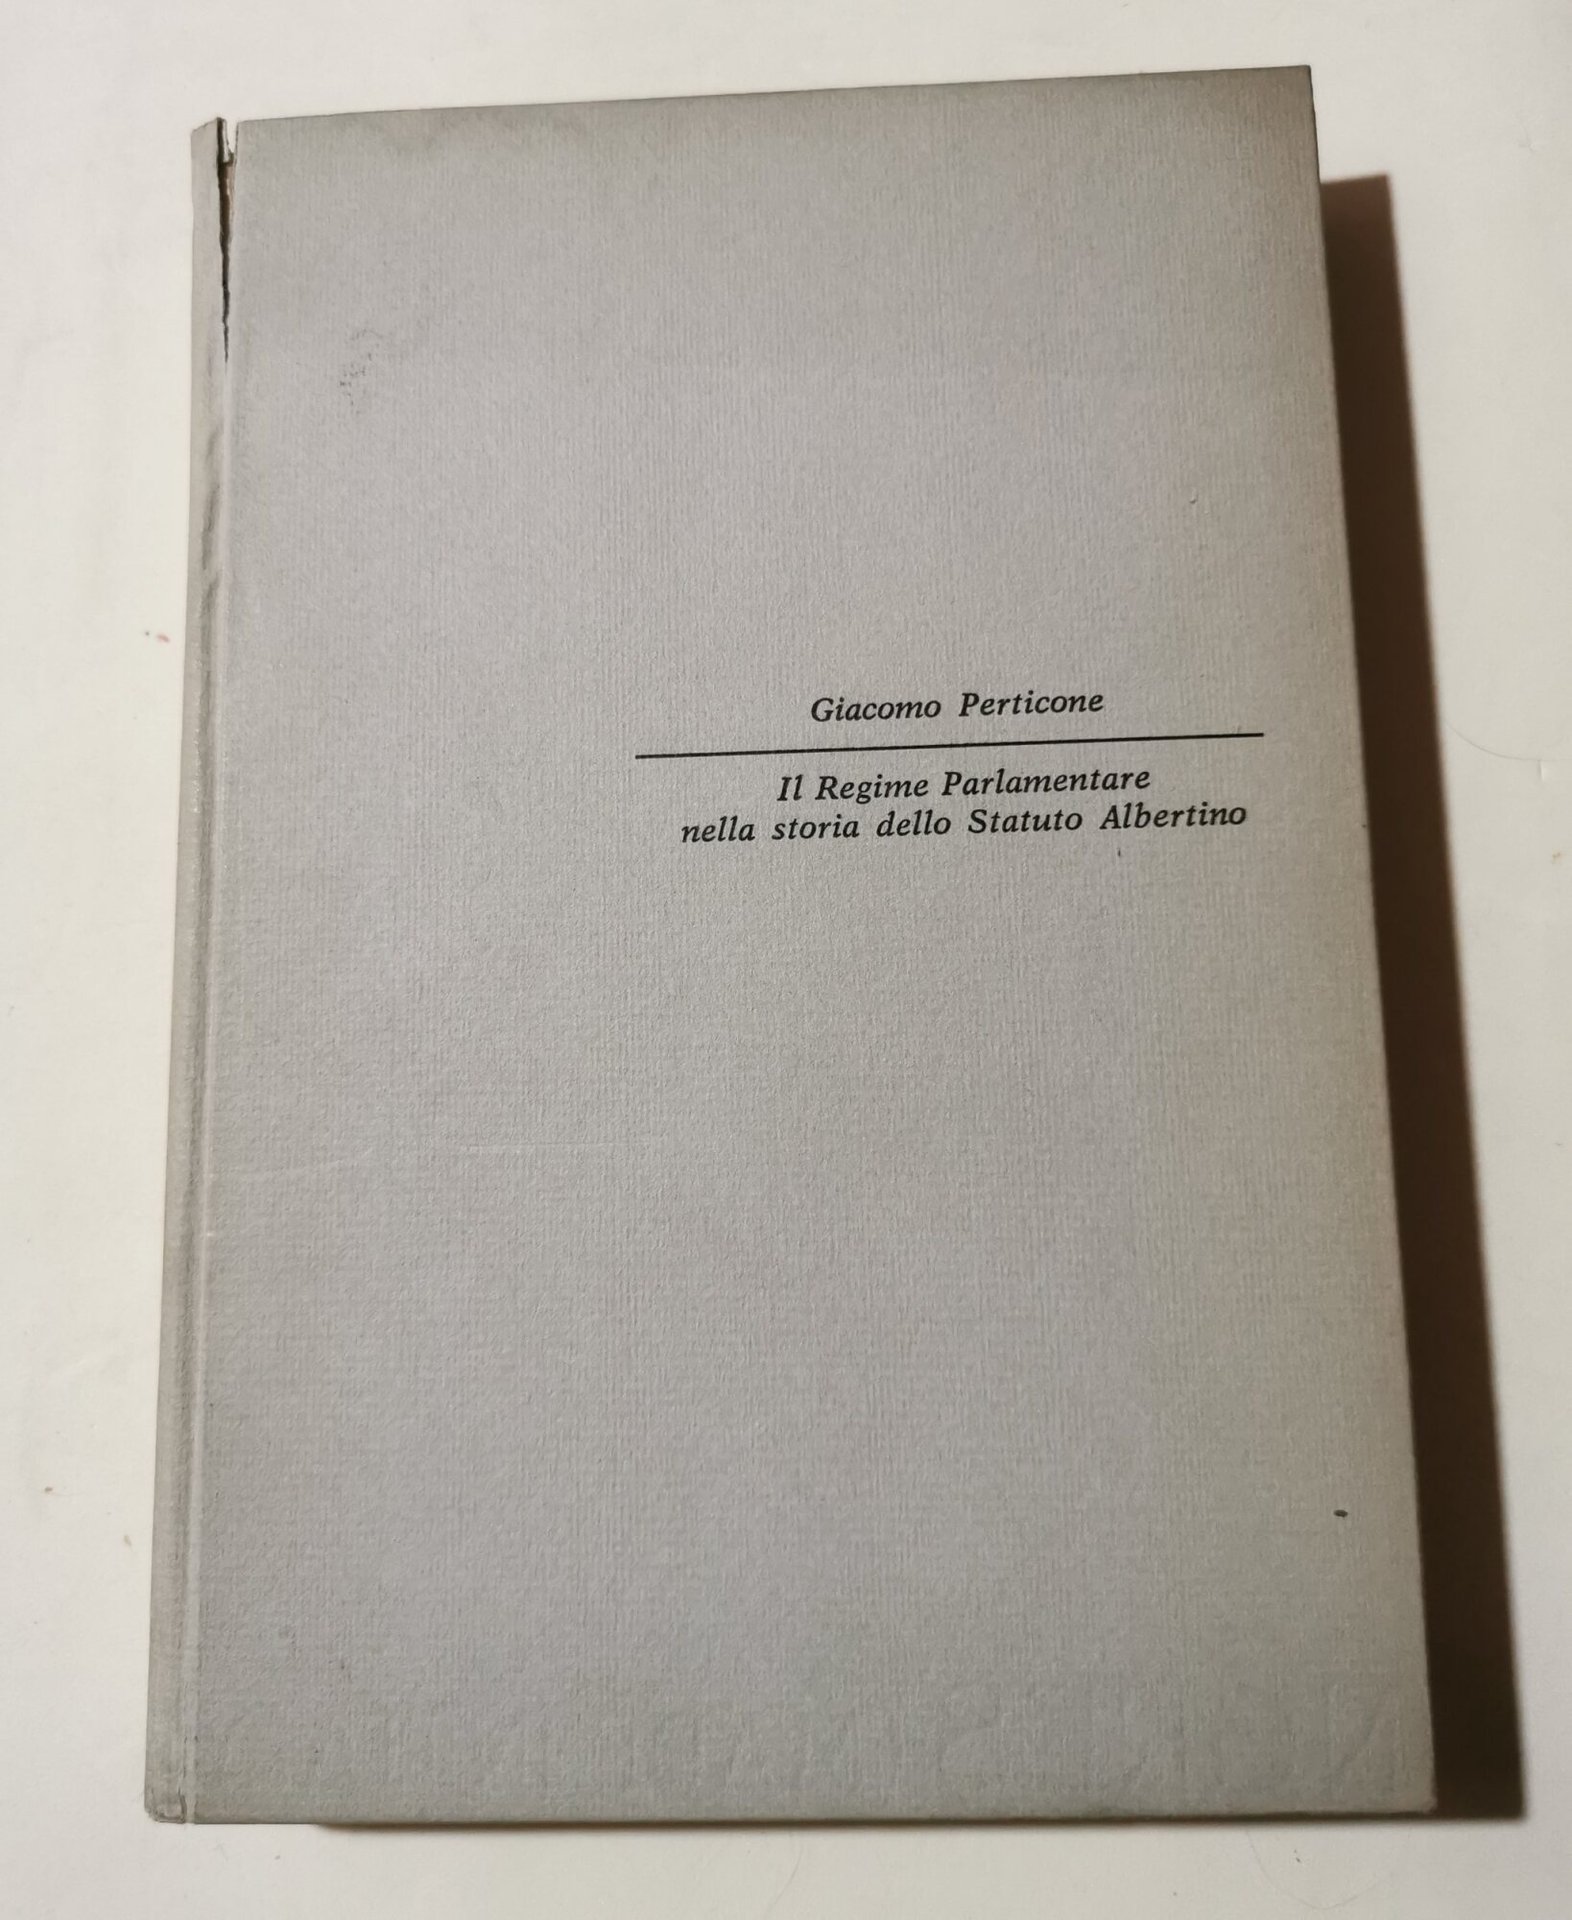 Giacomo Perticone
Il Regime Parlamentare
nella storia dello Statuto Albertino